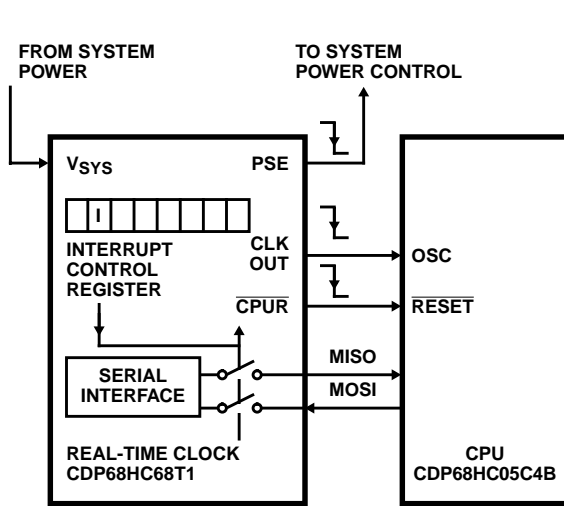 FROM SYSTEM
POWER
TO SYSTEM
POWER CONTROL
VSYS
PSE
I
INTERRUPT
CONTROL
REGISTER
CLK
OUT
OSC
CPUR
RESET
MISO
MOSI
SERIAL
INTERFACE
REAL-TIME CLOCK
CDP68HC68T1
CPU
CDP68HC05C4B